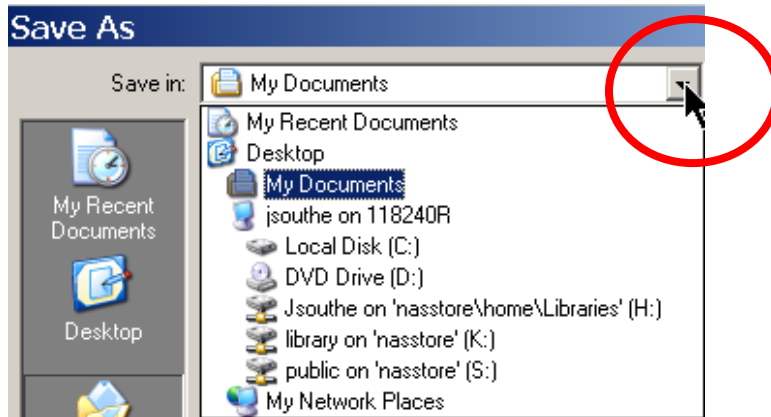 Save As
Save in: My Documents
My Recent Documents
Desktop
My Documents
jsouthe on 118240R
Local Disk (C:)
DVD Drive (D:)
Jsouthe on 'nasstore\home\Libraries' (H:)
library on 'nasstore' (K:)
public on 'nasstore' (S:)
My Network Places
My Recent
Documents
Desktop